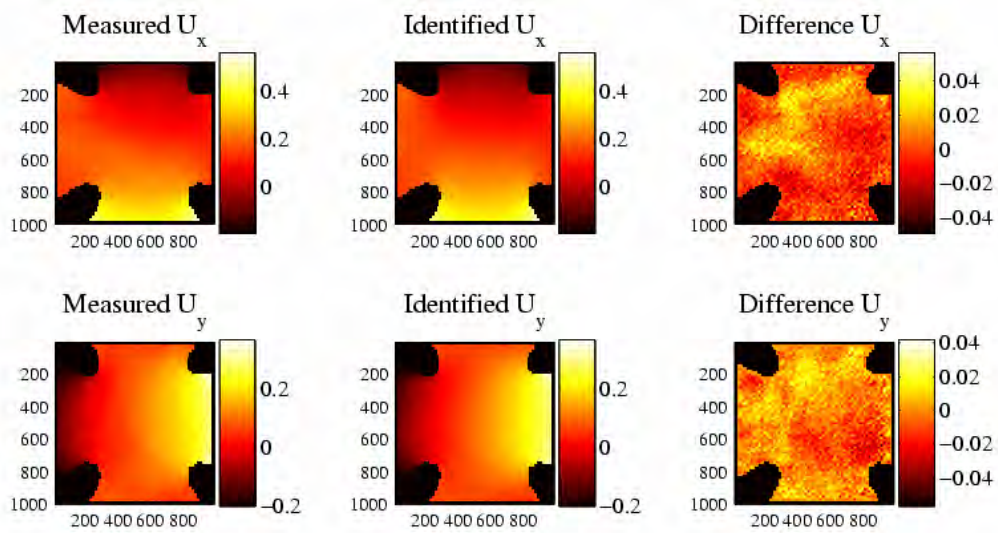 Measured U_x Identified U_x Difference U_x
200 0.4 200 0.4 200 0.04
400 0.2 400 0.2 400 0.02
600 600 600 0
800 0 800 0 800 −0.02
1000 1000 1000 −0.04
200 400 600 800 200 400 600 800 200 400 600 800
Measured U_y Identified U_y Difference U_y
200 0.2 200 0.2 200 0.04
400 400 400 0.02
600 0 600 0 600 0
800 800 800 −0.02
1000 −0.2 1000 −0.2 1000 −0.04
200 400 600 800 200 400 600 800 200 400 600 800